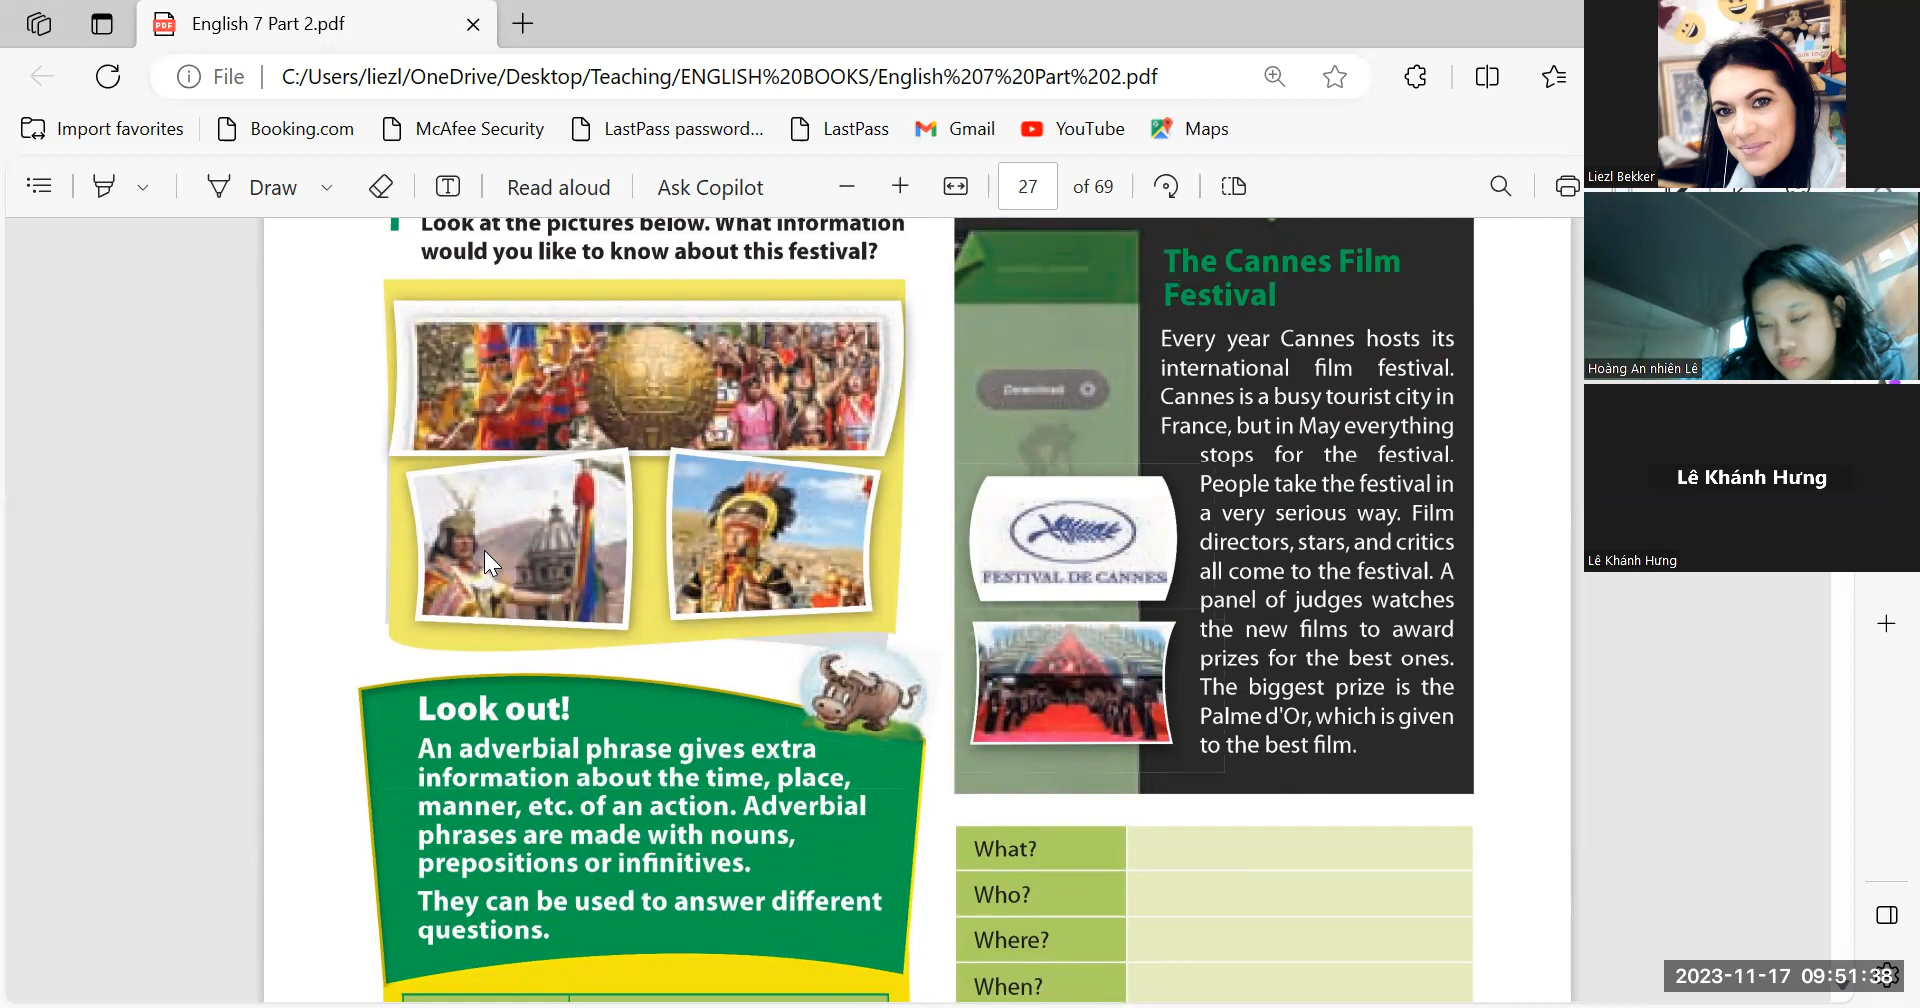 English 7 Part 2.pdf
File
C:/Users/liezl/OneDrive/Desktop/Teaching/ENGLISH%20BOOKS/English%207%20Part%202.pdf
Import favorites
Booking.com
McAfee Security
LastPass password...
LastPass
Gmail
YouTube
Maps
Draw
Read aloud
Ask Copilot
27
of 69
Look at the pictures below. What information
would you like to know about this festival?
Look out!
An adverbial phrase gives extra
information about the time, place,
manner, etc. of an action. Adverbial
phrases are made with nouns,
prepositions or infinitives.
They can be used to answer different
questions.
The Cannes Film
Festival
Every year Cannes hosts its
international film festival.
Cannes is a busy tourist city in
France, but in May everything
stops for the festival.
People take the festival in
a very serious way. Film
directors, stars, and critics
all come to the festival. A
panel of judges watches
the new films to award
prizes for the best ones.
The biggest prize is the
Palme d'Or, which is given
to the best film.
Download
FESTIVAL DE CANNES
What?
Who?
Where?
When?
Liezl Bekker
Hoàng An nhiên Lê
Lê Khánh Hưng
Lê Khánh Hưng
2023-11-17 09:51:38